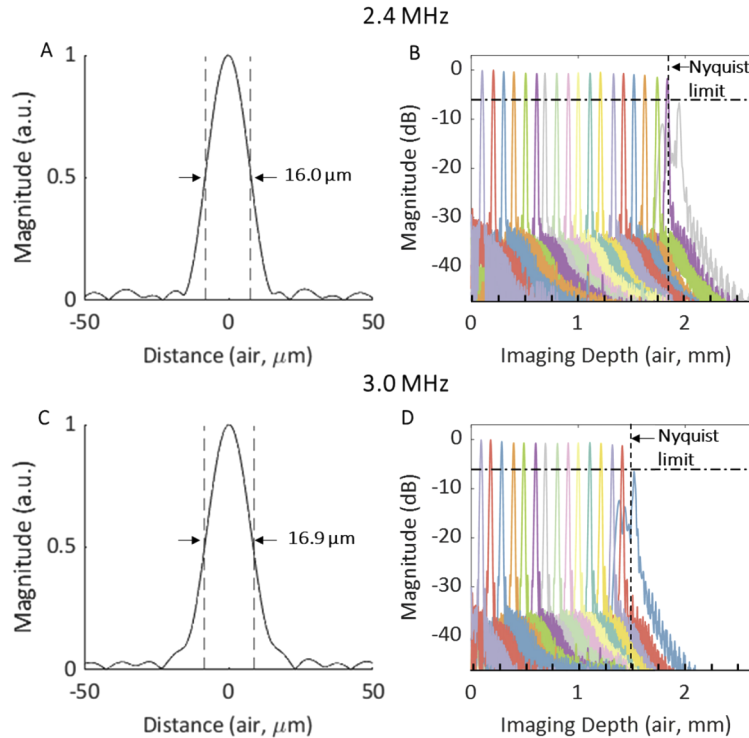 2.4 MHz
A
B
1
0.5
0
Magnitude (a.u.)
16.0 μm
-50
0
50
Distance (air, μm)
0
-10
-20
-30
-40
Magnitude (dB)
Nyquist
limit
0
1
2
Imaging Depth (air, mm)
3.0 MHz
C
D
1
0.5
0
Magnitude (a.u.)
16.9 μm
-50
0
50
Distance (air, μm)
0
-10
-20
-30
-40
Magnitude (dB)
Nyquist
limit
0
1
2
Imaging Depth (air, mm)